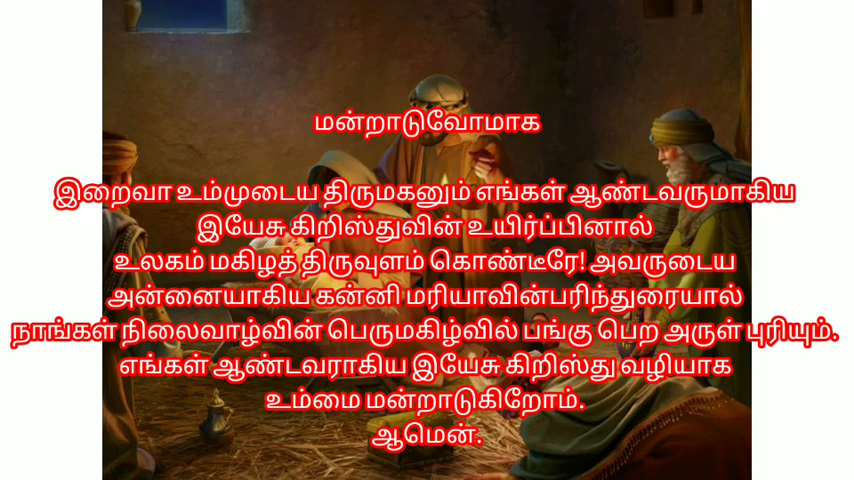 மன்றாடுவோமாக
இறைவா உம்முடைய திருமகனும் எங்கள் ஆண்டவருமாகிய
இயேசு கிறிஸ்துவின் உயிர்ப்பினால்
உலகம் மகிழத் திருவுளம் கொண்டீரே! அவருடைய
அன்னையாகிய கன்னி மரியாவின்பரிந்துரையால்
நாங்கள் நிலைவாழ்வின் பெருமகிழ்வில் பங்கு பெற அருள் புரியும்.
எங்கள் ஆண்டவராகிய இயேசு கிறிஸ்து வழியாக
உம்மை மன்றாடுகிறோம்.
ஆமென்.